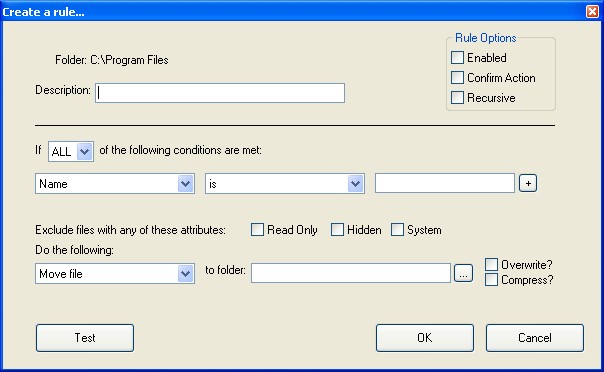 Create a rule...
Rule Options
Folder: C:\Program Files
Enabled
Confirm Action
Description:
Recursive
If ALL of the following conditions are met:
Name is +
Exclude files with any of these attributes: Read Only Hidden System
Do the following:
Move file to folder: ... Overwrite?
Compress?
Test OK Cancel